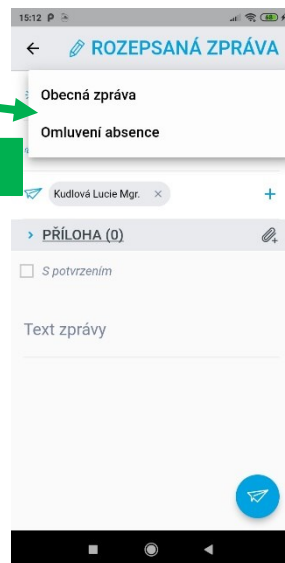 15:12
ROZEPSANÁ ZPRÁVA
Obecná zpráva
Omluvení absence
Kudlová Lucie Mgr. ×
PŘÍLOHA (0)
S potvrzením
Text zprávy